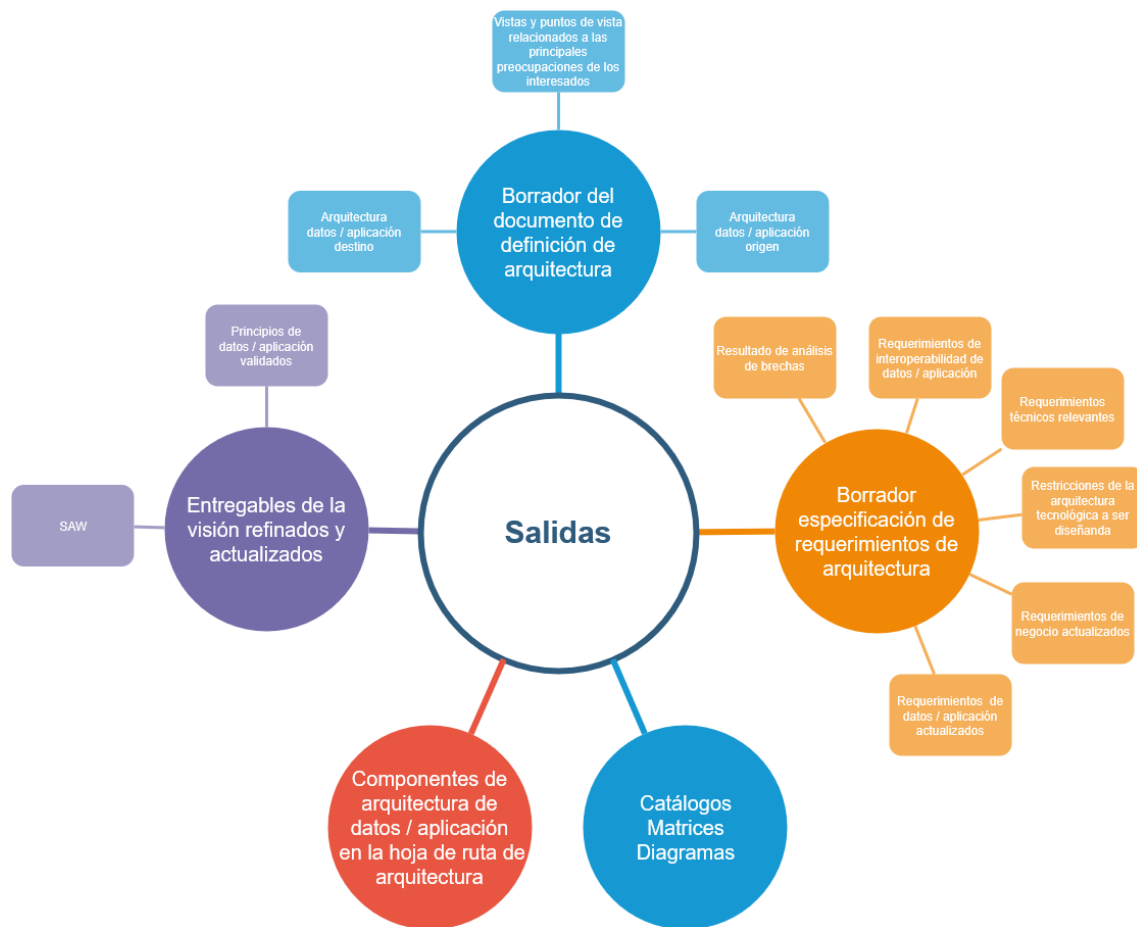 Vistas y puntos de vista
relacionados a las
principales
preocupaciones de los
interesados
Borrador del
documento de
definición de
arquitectura
Arquitectura
datos / aplicación
destino
Arquitectura
datos / aplicación
origen
Principios de
datos / aplicación
validados
SAW
Entregables de la
visión refinados y
actualizados
Salidas
Resultado de análisis
de brechas
Requerimientos de
interoperabilidad de
datos / aplicación
Requerimientos
técnicos relevantes
Restricciones de la
arquitectura
tecnológica a ser
diseñanda
Requerimientos de
negocio actualizados
Requerimientos de
datos / aplicación
actualizados
Borrador
especificación de
requerimientos de
arquitectura
Componentes de
arquitectura de
datos / aplicación
en la hoja de ruta de
arquitectura
Catálogos
Matrices
Diagramas